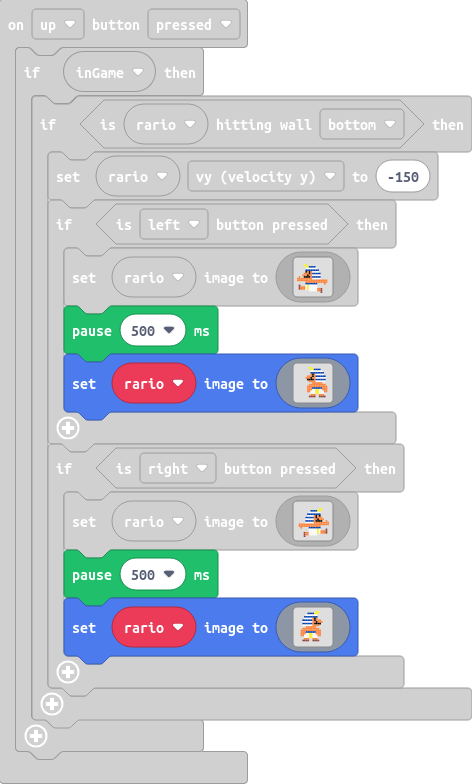 on up button pressed
if inGame then
if is rario hitting wall bottom then
set rario vy (velocity y) to -150
if is left button pressed then
set rario image to
pause 500 ms
set rario image to
if is right button pressed then
set rario image to
pause 500 ms
set rario image to